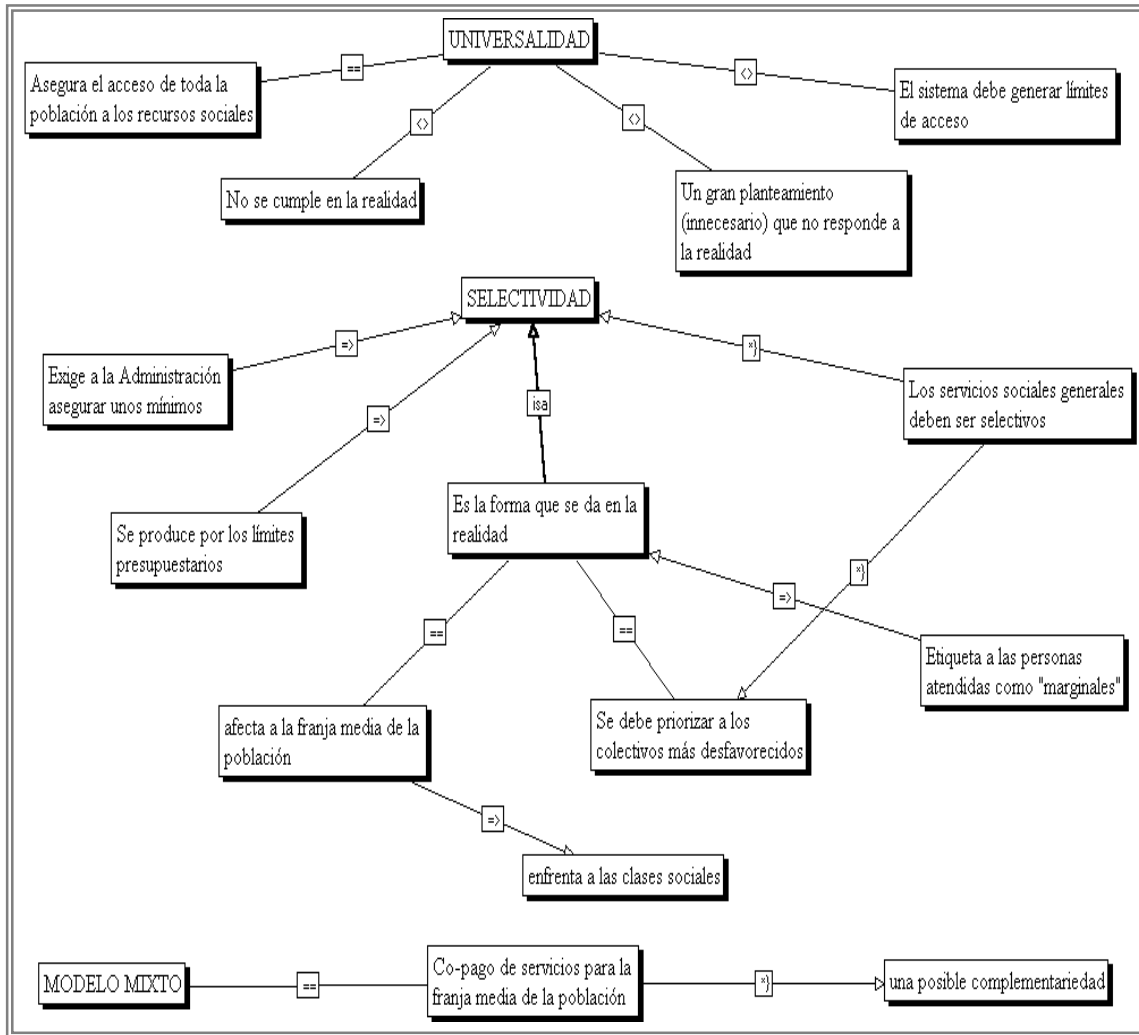 UNIVERSALIDAD
==
<>
Asegura el acceso de toda la
población a los recursos sociales
El sistema debe generar límites
de acceso
<>
<>
No se cumple en la realidad
Un gran planteamiento
(innecesario) que no responde a
la realidad
SELECTIVIDAD
=>
*}
Exige a la Administración
asegurar unos mínimos
Los servicios sociales generales
deben ser selectivos
=>
isa
Se produce por los límites
presupuestarios
Es la forma que se da en la
realidad
*}
=>
==
==
Etiqueta a las personas
atendidas como "marginales"
afecta a la franja media de la
población
Se debe priorizar a los
colectivos más desfavorecidos
=>
enfrenta a las clases sociales
MODELO MIXTO
==
Co-pago de servicios para la
franja media de la población
*}
una posible complementariedad